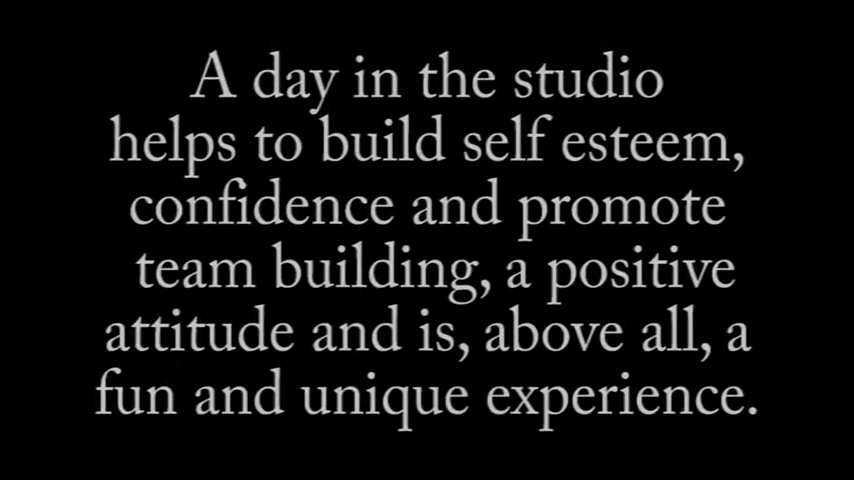 A day in the studio
helps to build self esteem,
confidence and promote
team building, a positive
attitude and is, above all, a
fun and unique experience.